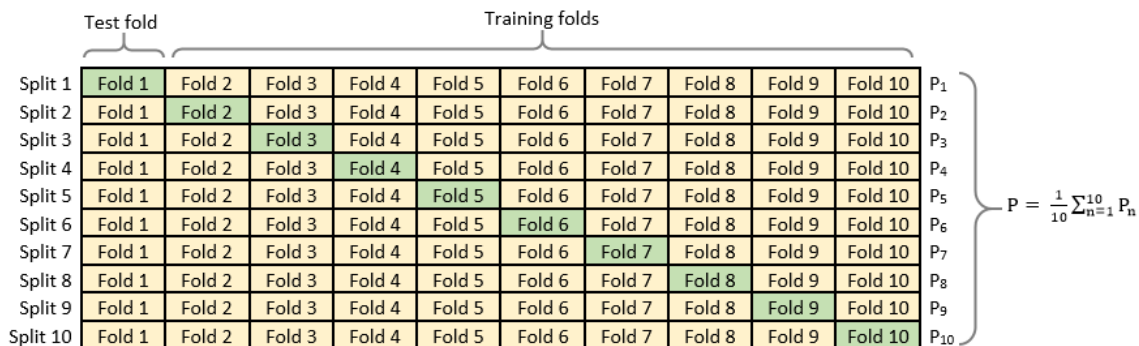 Test fold Training folds
Split 1 Fold 1 Fold 2 Fold 3 Fold 4 Fold 5 Fold 6 Fold 7 Fold 8 Fold 9 Fold 10 P₁
Split 2 Fold 1 Fold 2 Fold 3 Fold 4 Fold 5 Fold 6 Fold 7 Fold 8 Fold 9 Fold 10 P₂
Split 3 Fold 1 Fold 2 Fold 3 Fold 4 Fold 5 Fold 6 Fold 7 Fold 8 Fold 9 Fold 10 P₃
Split 4 Fold 1 Fold 2 Fold 3 Fold 4 Fold 5 Fold 6 Fold 7 Fold 8 Fold 9 Fold 10 P₄
Split 5 Fold 1 Fold 2 Fold 3 Fold 4 Fold 5 Fold 6 Fold 7 Fold 8 Fold 9 Fold 10 P₅
Split 6 Fold 1 Fold 2 Fold 3 Fold 4 Fold 5 Fold 6 Fold 7 Fold 8 Fold 9 Fold 10 P₆
Split 7 Fold 1 Fold 2 Fold 3 Fold 4 Fold 5 Fold 6 Fold 7 Fold 8 Fold 9 Fold 10 P₇
Split 8 Fold 1 Fold 2 Fold 3 Fold 4 Fold 5 Fold 6 Fold 7 Fold 8 Fold 9 Fold 10 P₈
Split 9 Fold 1 Fold 2 Fold 3 Fold 4 Fold 5 Fold 6 Fold 7 Fold 8 Fold 9 Fold 10 P₉
Split 10 Fold 1 Fold 2 Fold 3 Fold 4 Fold 5 Fold 6 Fold 7 Fold 8 Fold 9 Fold 10 P₁₀
P = 1/10 ∑ₙ₌₁¹⁰ Pₙ